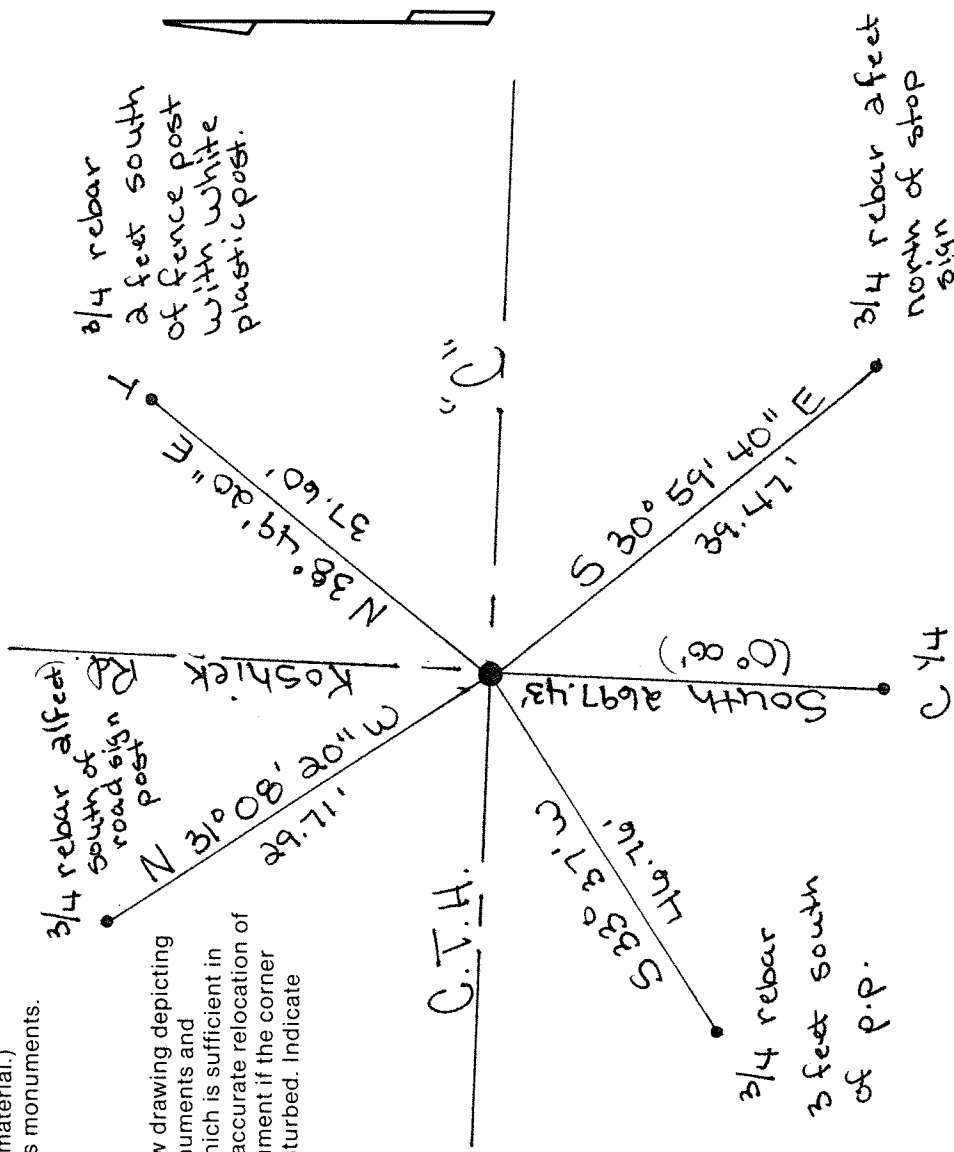 material.)
s monuments.
w drawing depicting
numents and
hich is sufficient in
accurate relocation of
ument if the corner
turbed. Indicate
3/4 rebar 2(feet)
south of
road sign
post
N 31° 08' 20" W
29.71'
Koshick
Rd.
3/4 rebar
2 feet south
of fence post
with white
plastic post.
T
N 38° 49' 20" E
37.60'
C.T.H.
"C"
S 33° 37' W
46.76'
3/4 rebar
3 feet south
of p.p.
South 2697.43'
(0° 06')
C 1/4
S 30° 59' 40" E
39.47'
3/4 rebar 2 feet
north of stop
sign